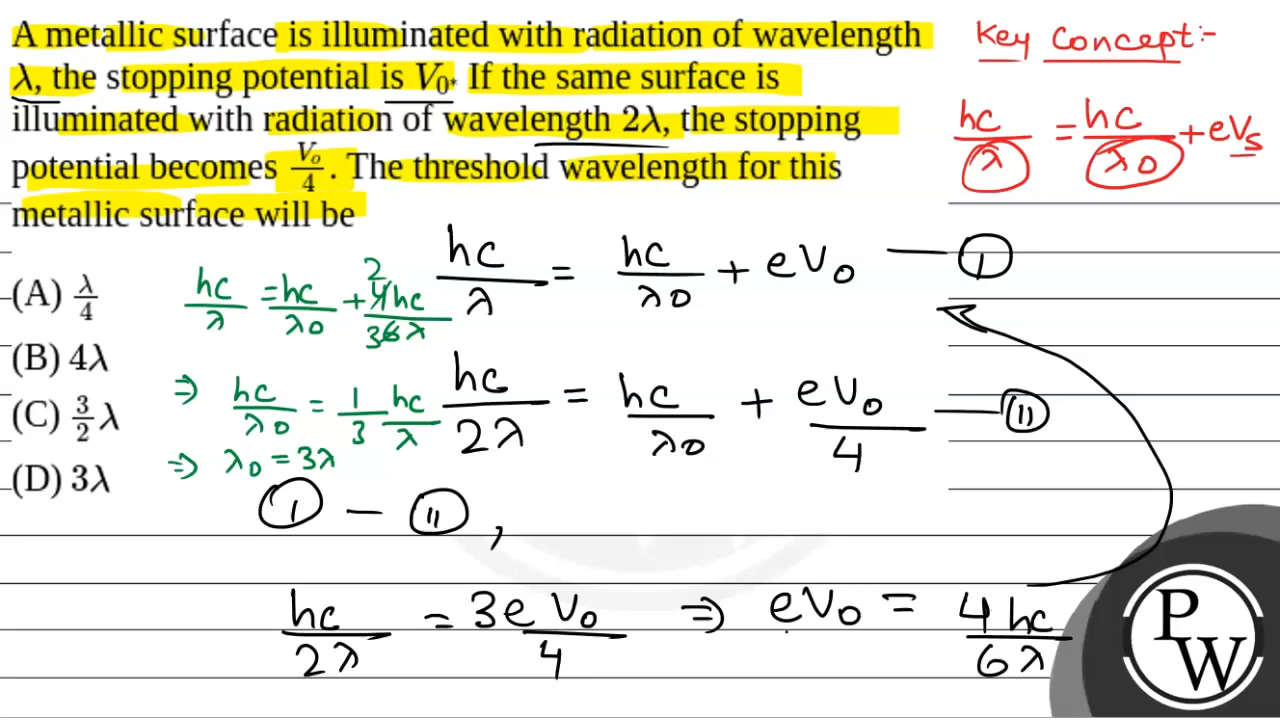 A metallic surface is illuminated with radiation of wavelength
λ, the stopping potential is V₀. If the same surface is
illuminated with radiation of wavelength 2λ, the stopping
potential becomes V₀/4. The threshold wavelength for this
metallic surface will be
Key Concept:-
hc/λ = hc/λ0 + eVs
(A) λ/4
(B) 4λ
(C) 3/2 λ
(D) 3λ
hc/λ = hc/λ0 + eV0 — I
hc/2λ = hc/λ0 + eV0/4 — II
I — II,
hc/2λ = 3eV0/4 ⇒ eV0 = 4hc/6λ
hc/λ = hc/λ0 + 2 4hc/36λ
⇒ hc/λ0 = 1/3 hc/λ
⇒ λ0 = 3λ
PW